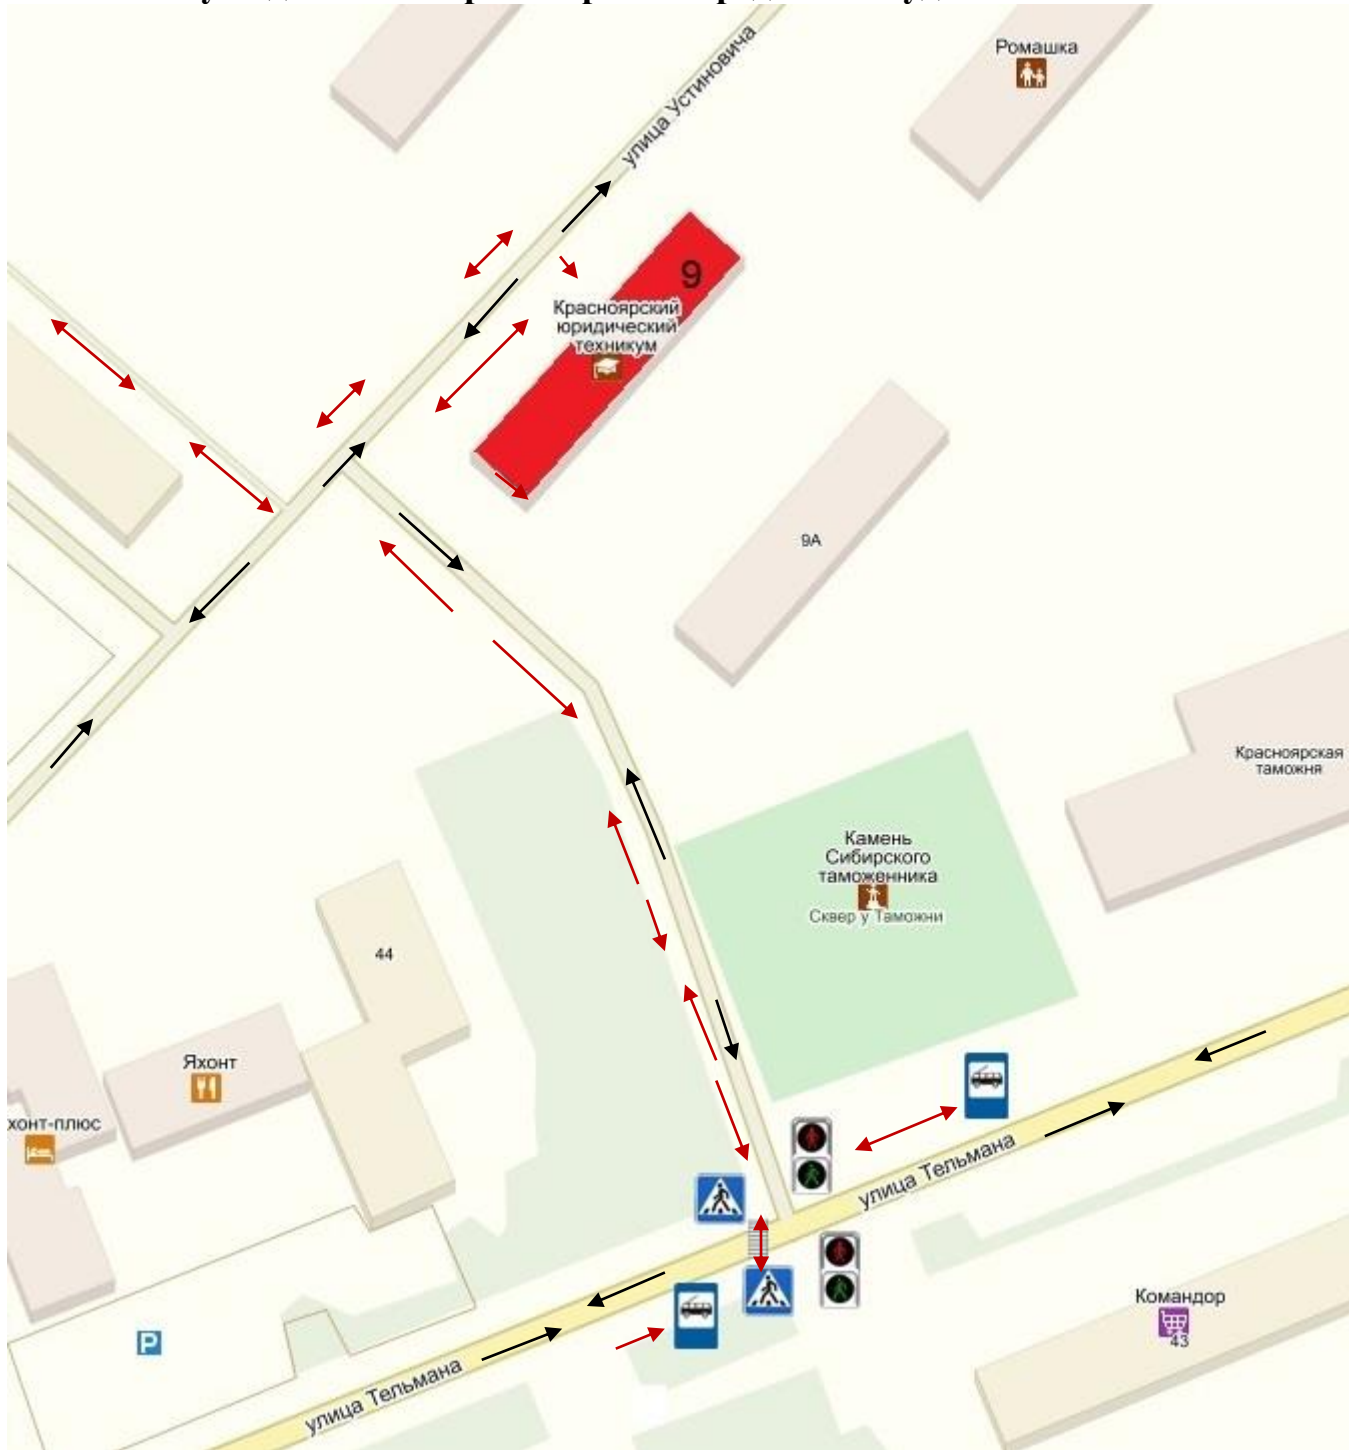 Ромашка
улица Устиновича
9
Красноярский
юридический
техникум
9А
Красноярская
таможня
Камень
Сибирского
таможенника
Сквер у Таможни
44
Яхонт
хонт-плюс
улица Тельмана
Командор
43
P
улица Тельмана